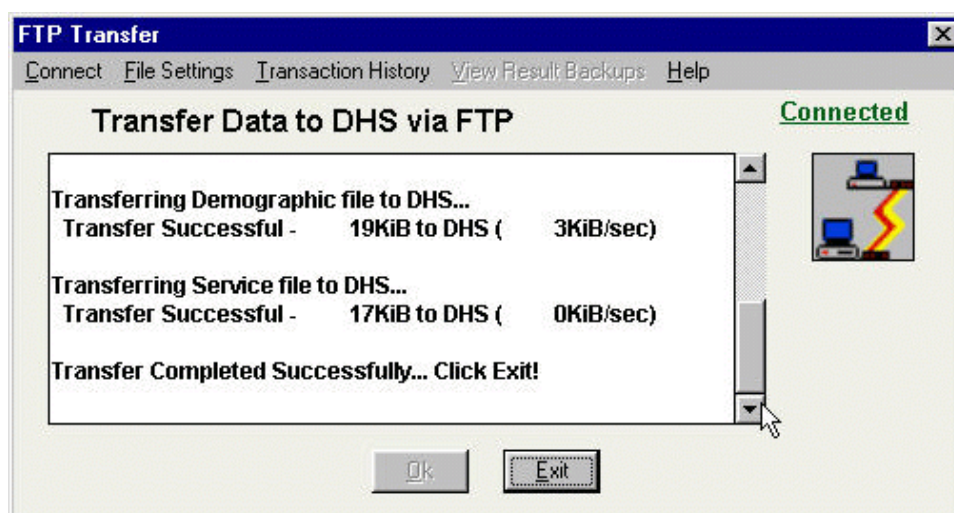 FTP Transfer
Connect File Settings Transaction History View Result Backups Help
Transfer Data to DHS via FTP
Connected
Transferring Demographic file to DHS...
Transfer Successful - 19KiB to DHS ( 3KiB/sec)
Transferring Service file to DHS...
Transfer Successful - 17KiB to DHS ( 0KiB/sec)
Transfer Completed Successfully... Click Exit!
Ok Exit